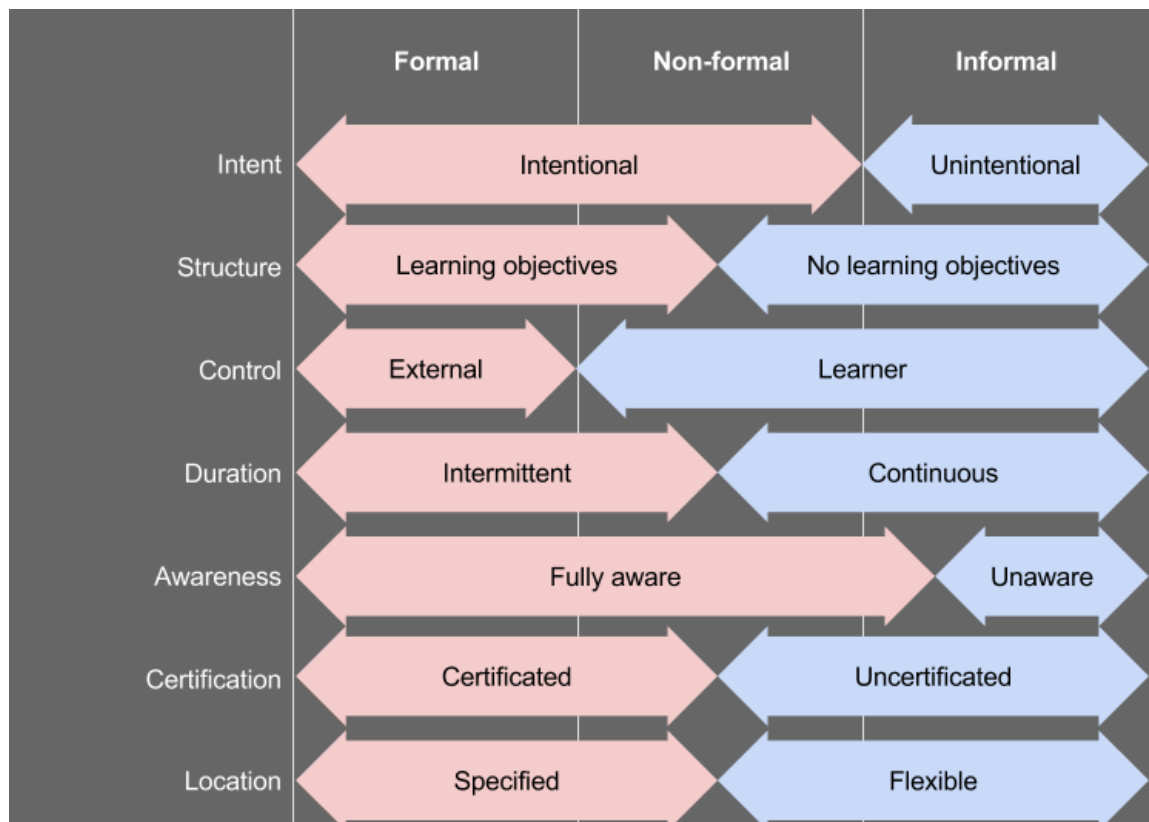 Formal Non-formal Informal
Intent Intentional Unintentional
Structure Learning objectives No learning objectives
Control External Learner
Duration Intermittent Continuous
Awareness Fully aware Unaware
Certification Certificated Uncertificated
Location Specified Flexible